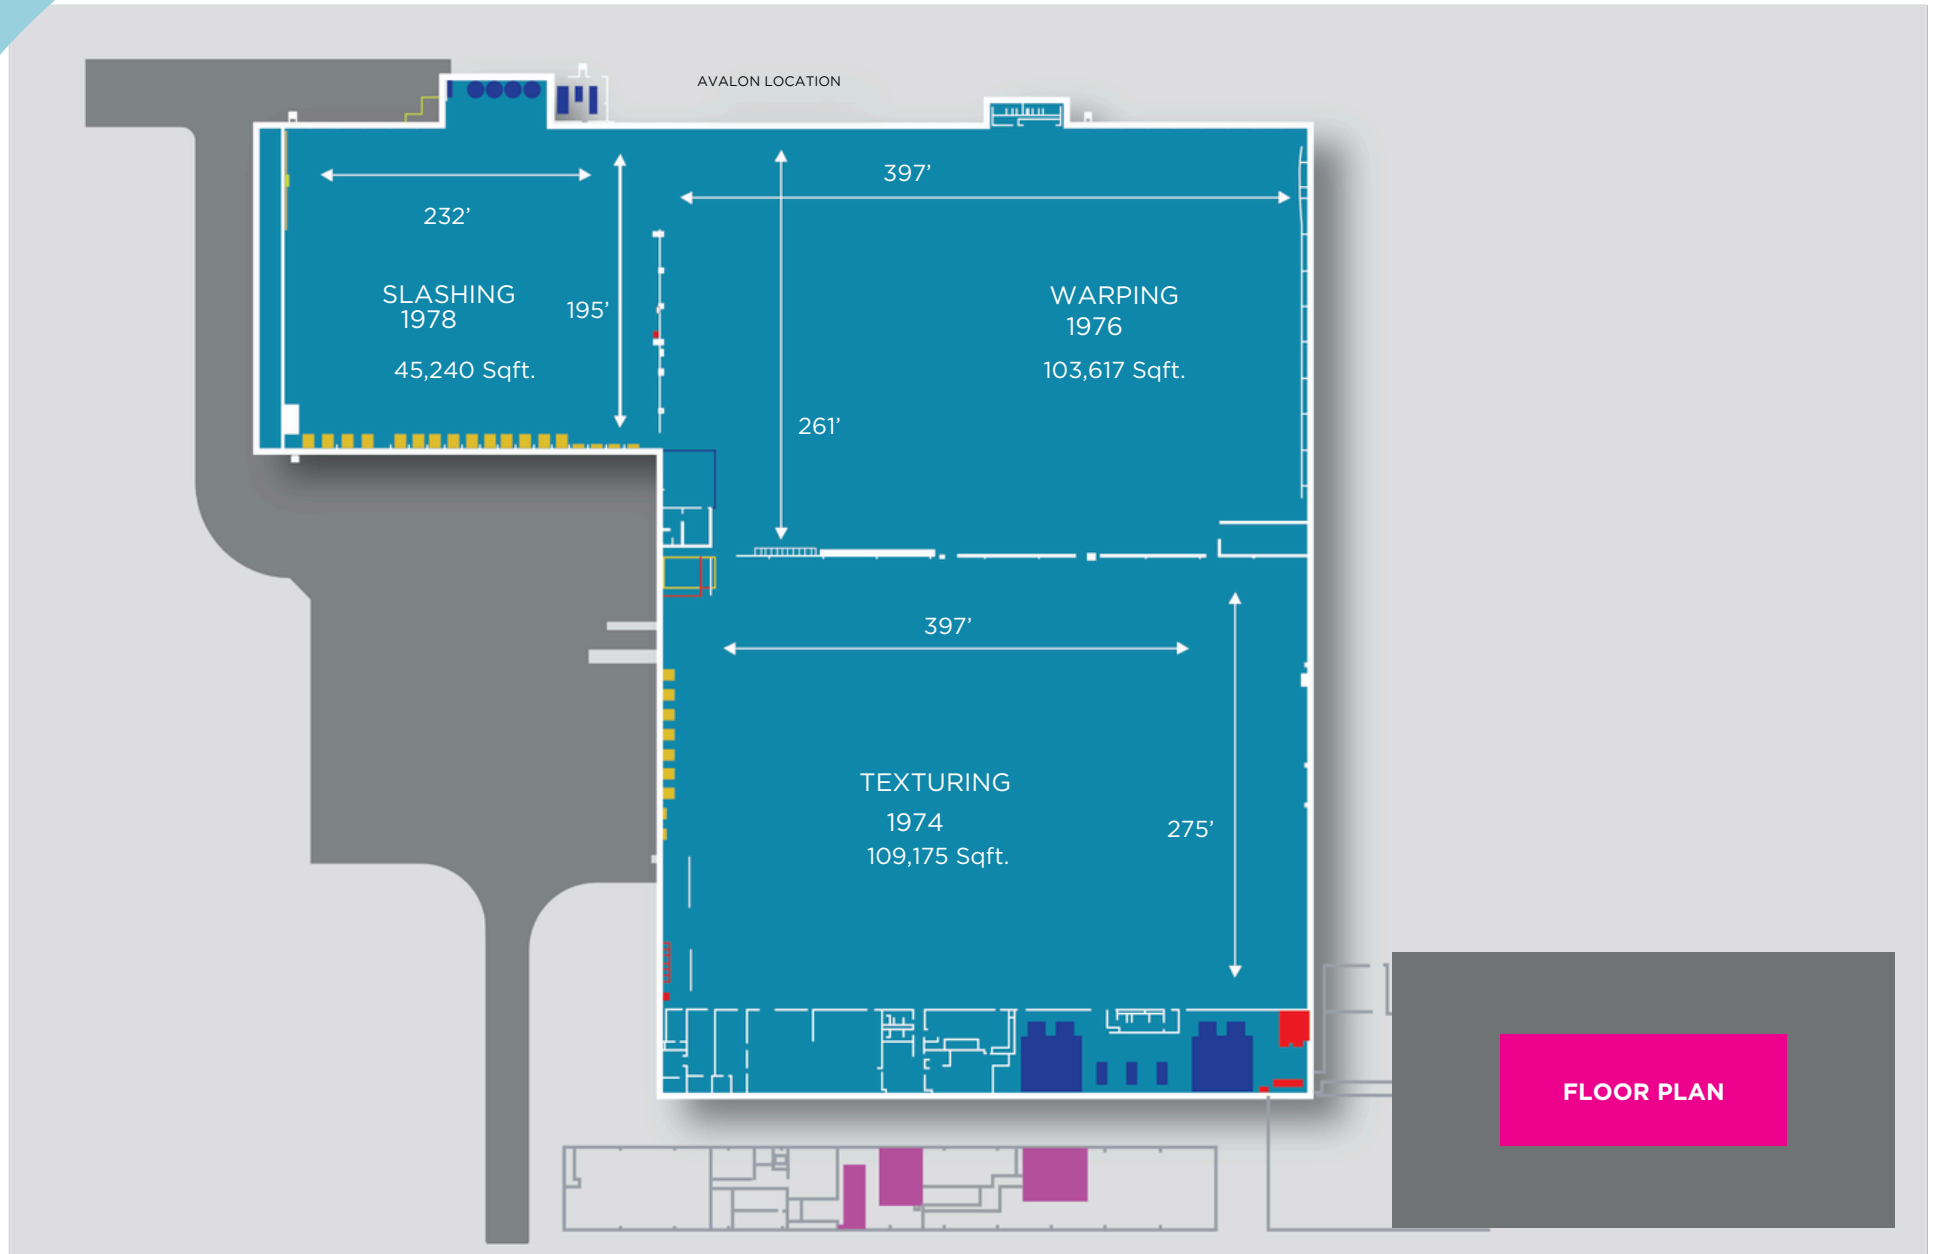 AVALON LOCATION
397’
232’
SLASHING
1978
195’
45,240 Sqft.
WARPING
1976
103,617 Sqft.
261’
397’
TEXTURING
1974
109,175 Sqft.
275’
FLOOR PLAN